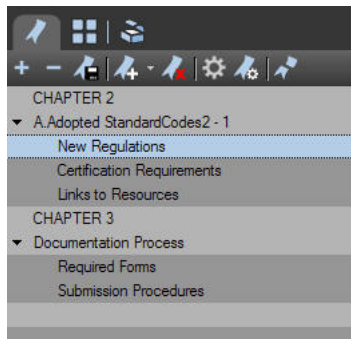 CHAPTER 2
A.Adopted StandardCodes2 - 1
New Regulations
Certification Requirements
Links to Resources
CHAPTER 3
Documentation Process
Required Forms
Submission Procedures